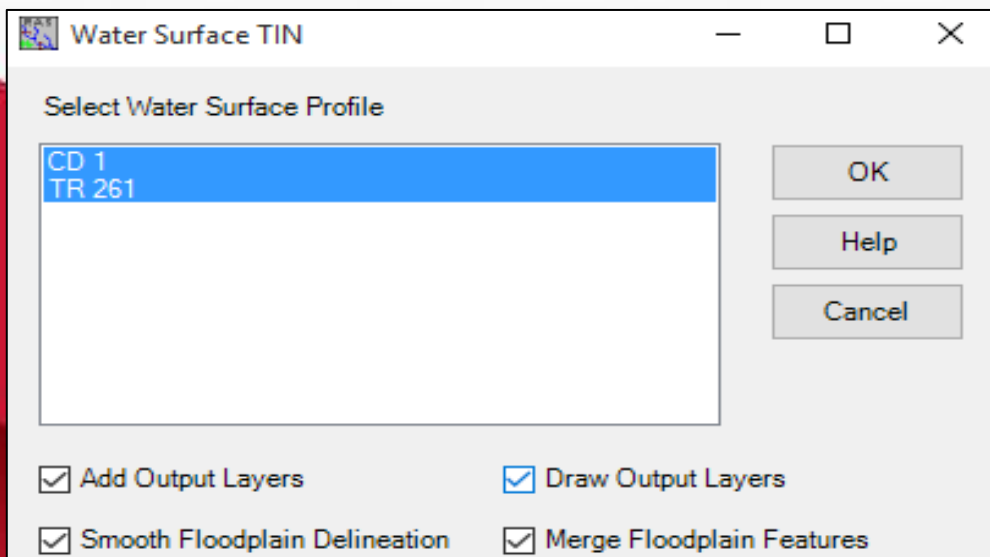 Water Surface TIN
Select Water Surface Profile
CD 1
TR 261
OK
Help
Cancel
Add Output Layers
Draw Output Layers
Smooth Floodplain Delineation
Merge Floodplain Features